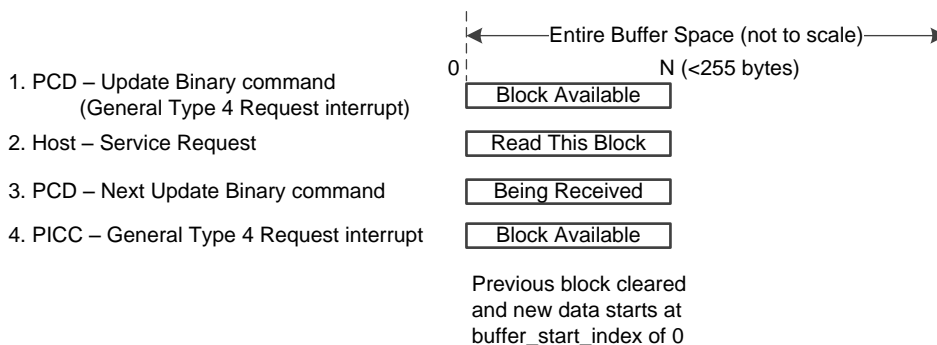 Entire Buffer Space (not to scale)
0 N (<255 bytes)
1. PCD – Update Binary command
(General Type 4 Request interrupt)
Block Available
2. Host – Service Request
Read This Block
3. PCD – Next Update Binary command
Being Received
4. PICC – General Type 4 Request interrupt
Block Available
Previous block cleared
and new data starts at
buffer_start_index of 0